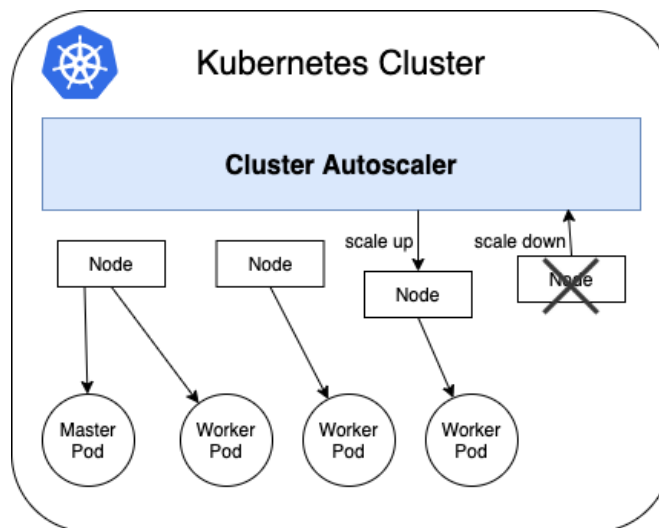 Kubernetes Cluster
Cluster Autoscaler
scale up
scale down
Node
Node
Node
Node
Master
Pod
Worker
Pod
Worker
Pod
Worker
Pod